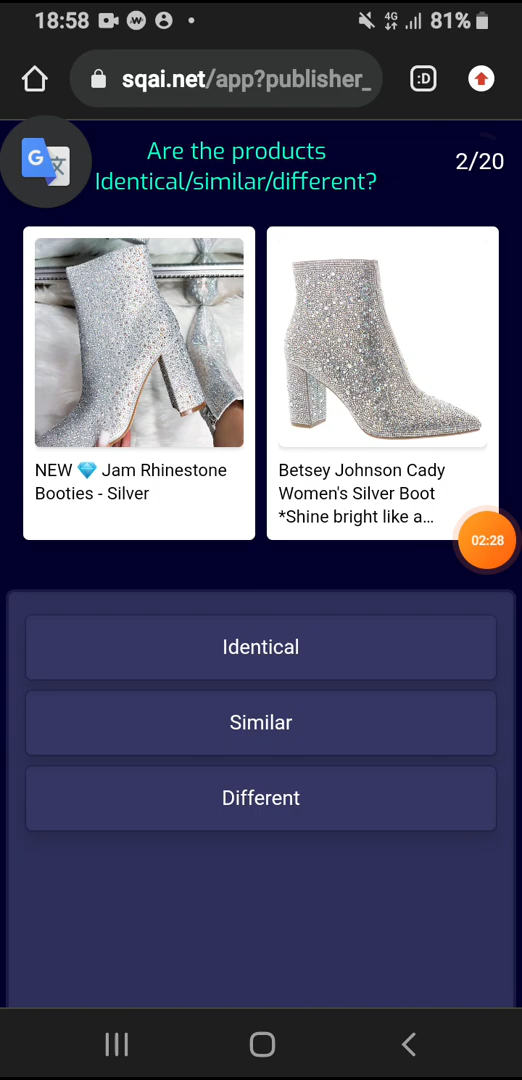 18:58
4G
81%
sqai.net/app?publisher_
:D
G
Are the products
Identical/similar/different?
2/20
NEW 💎 Jam Rhinestone
Booties - Silver
Betsey Johnson Cady
Women's Silver Boot
*Shine bright like a...
02:28
Identical
Similar
Different